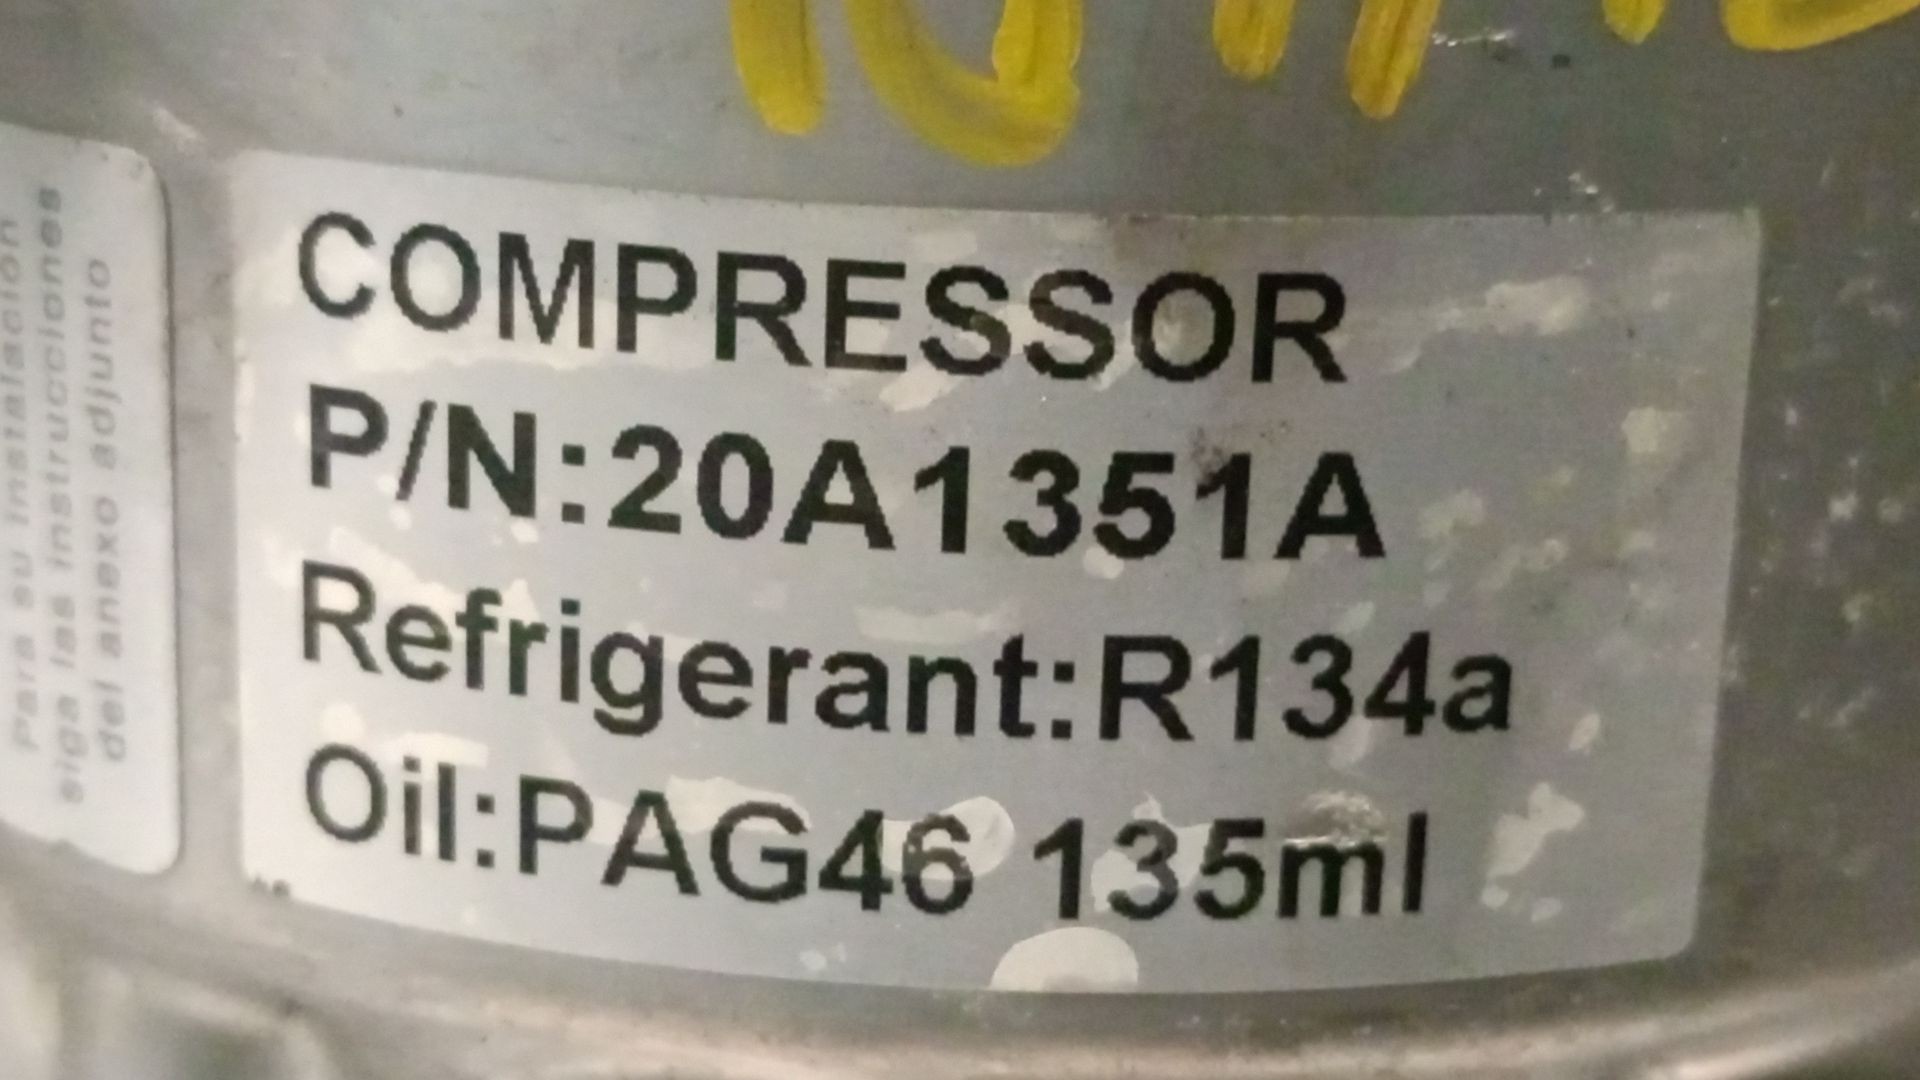 COMPRESSOR
P/N:20A1351A
Refrigerant:R134a
Oil:PAG46 135ml
Para su instalación
siga las instrucciones
del anexo adjunto